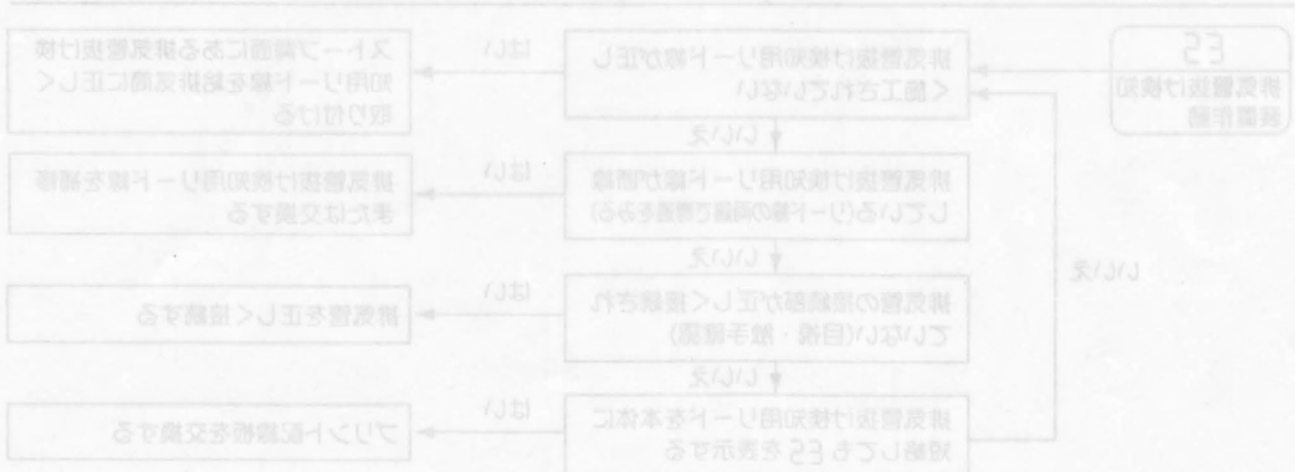 E5
排気管抜け検知
装置作動
排気管抜け検知用リード線が正し
く施工されていない
はい
ストーブ背面にある排気管抜け検
知用リード線を給排気筒に正しく
取り付ける
いいえ
排気管抜け検知用リード線が断線
している(リード線の両端で導通をみる)
はい
排気管抜け検知用リード線を補修
または交換する
いいえ
排気管の接続部が正しく接続され
ていない(目視・触手確認)
はい
排気管を正しく接続する
いいえ
排気管抜け検知用リードを本体に
短絡してもE5を表示する
はい
プリント配線板を交換する
いいえ